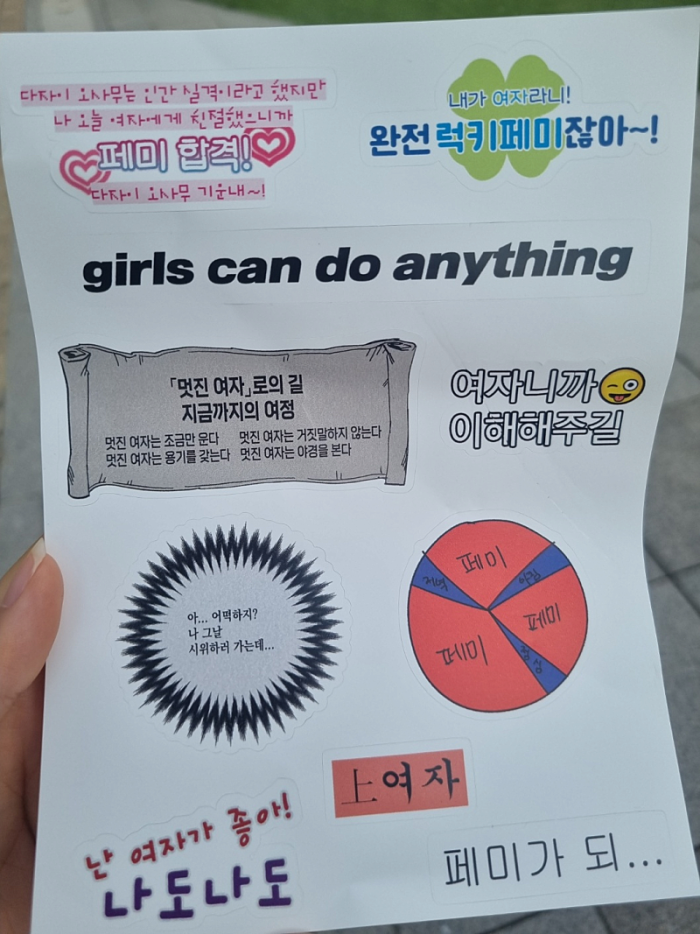 다자이 오사무는 인간 실격이라고 했지만
나 오늘 여자에게 친절했으니까
페미 합격!
다자이 오사무 기운내~!
내가 여자라니!
완전 럭키페미잖아~!
girls can do anything
「멋진 여자」로의 길
지금까지의 여정
멋진 여자는 조금만 운다 멋진 여자는 거짓말하지 않는다
멋진 여자는 용기를 갖는다 멋진 여자는 야경을 본다
여자니까😜
이해해주길
아... 어떡하지?
나 그날
시위하러 가는데...
페미
저녁
아침
페미
페미
점심
上여자
난 여자가 좋아!
나도나도
페미가 되...